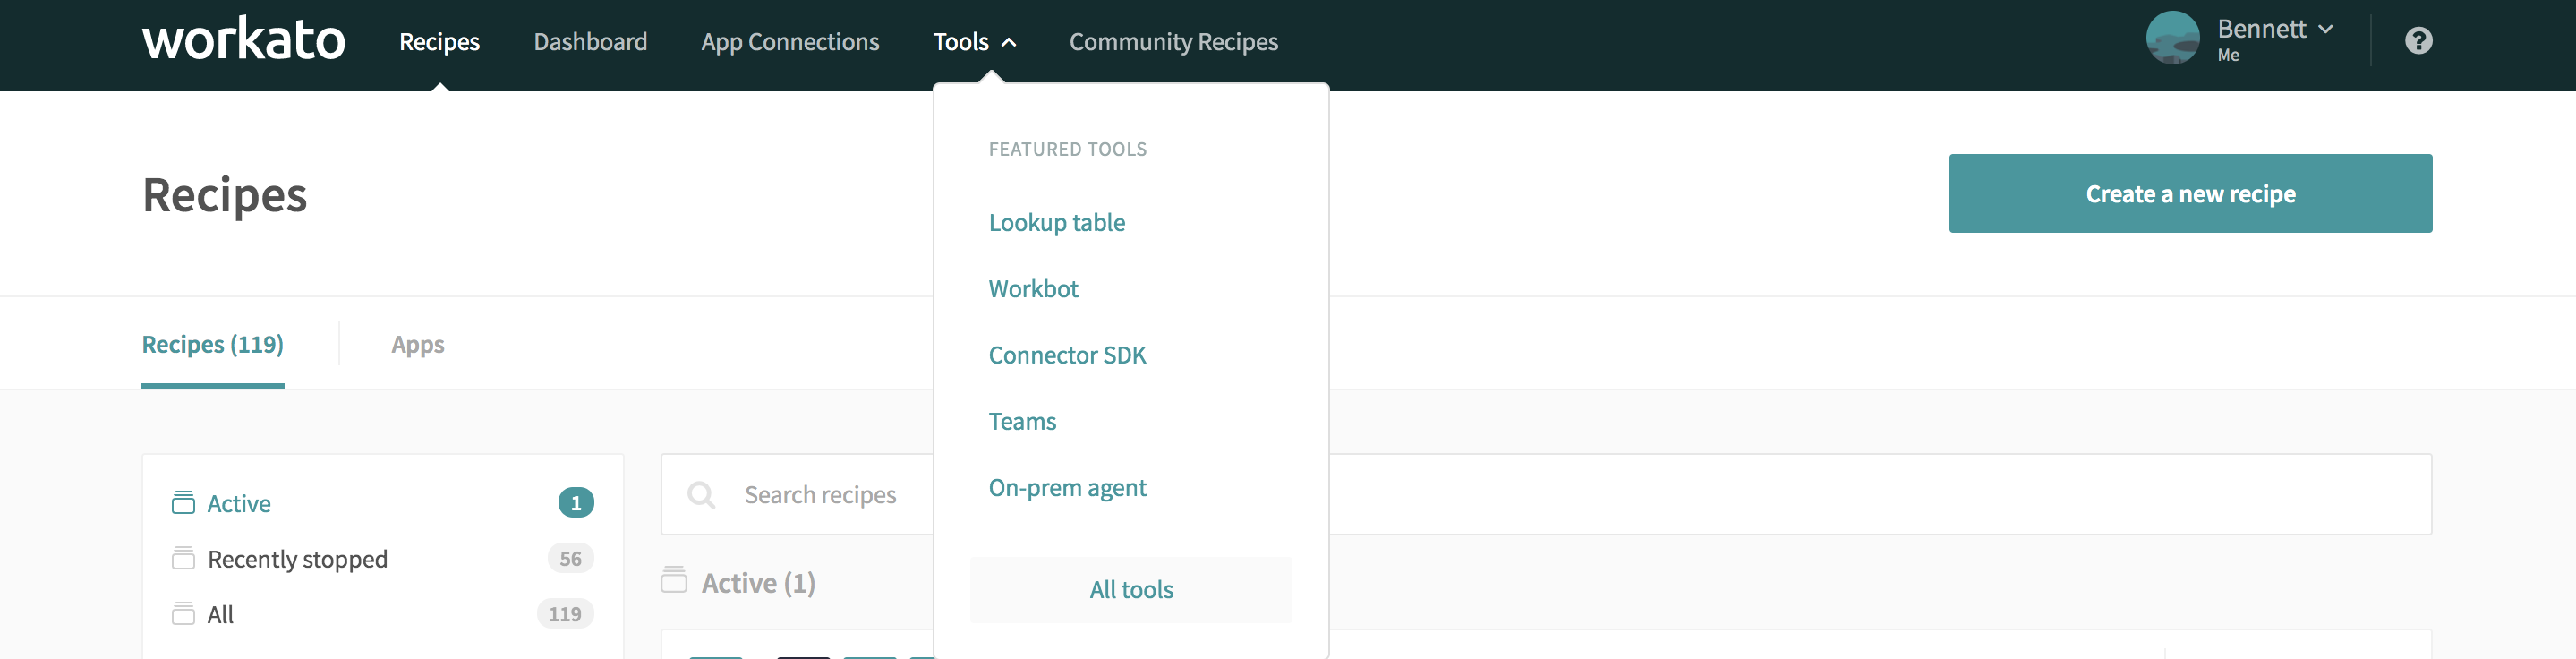 workato
Recipes
Dashboard
App Connections
Tools
Community Recipes
Bennett
Me
?
FEATURED TOOLS
Lookup table
Workbot
Connector SDK
Teams
On-prem agent
All tools
Recipes
Create a new recipe
Recipes (119)
Apps
Active 1
Recently stopped 56
All 119
Search recipes
Active (1)